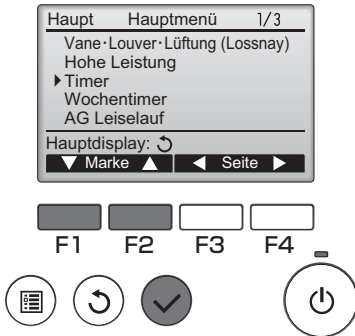 Haupt Hauptmenü 1/3
Vane·Louver·Lüftung (Lossnay)
Hohe Leistung
Timer
Wochentimer
AG Leiselauf
Hauptdisplay:
Marke Seite
F1 F2 F3 F4